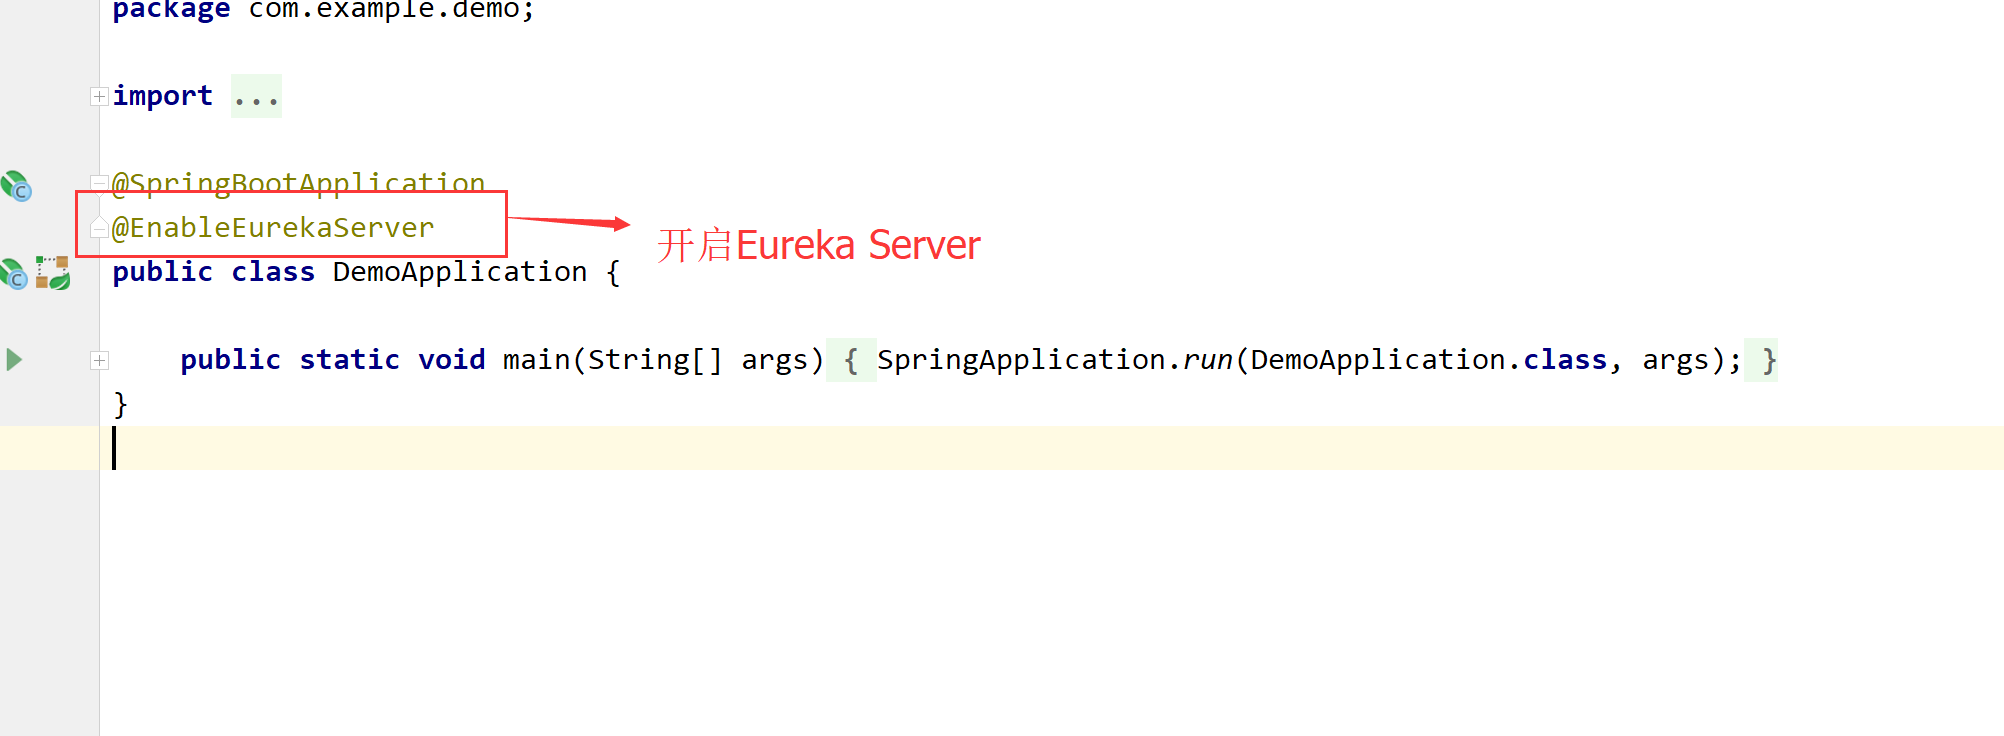 package com.example.demo;
import ...
@SpringBootApplication
@EnableEurekaServer
开启Eureka Server
public class DemoApplication {
public static void main(String[] args) { SpringApplication.run(DemoApplication.class, args); }
}